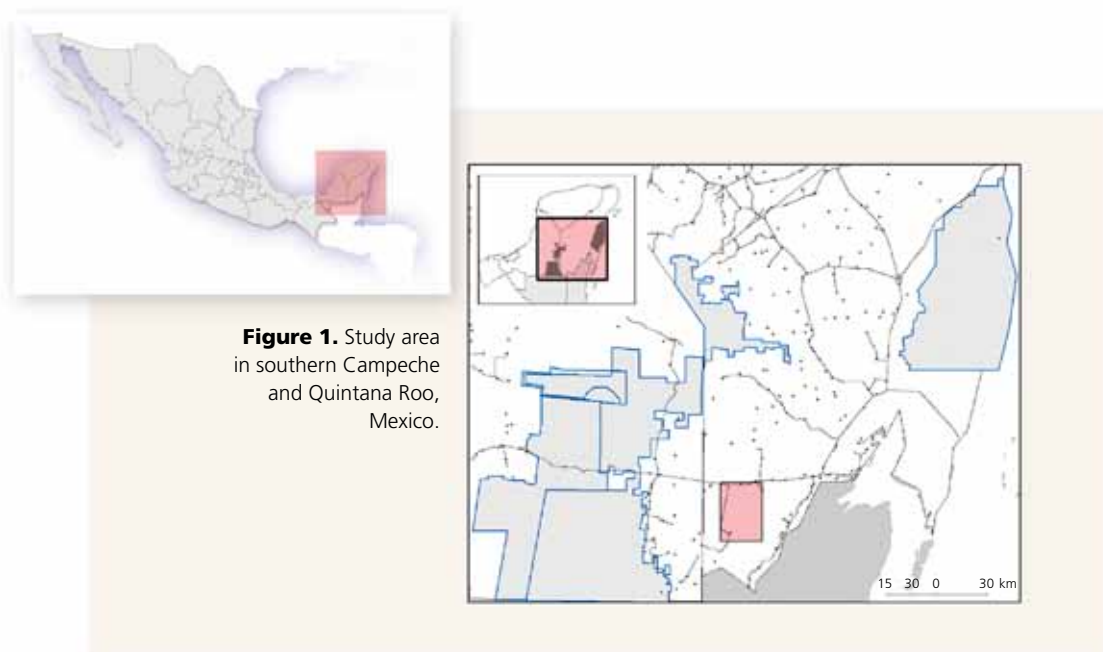 Figure 1. Study area
in southern Campeche
and Quintana Roo,
Mexico.
15 30 0 30 km